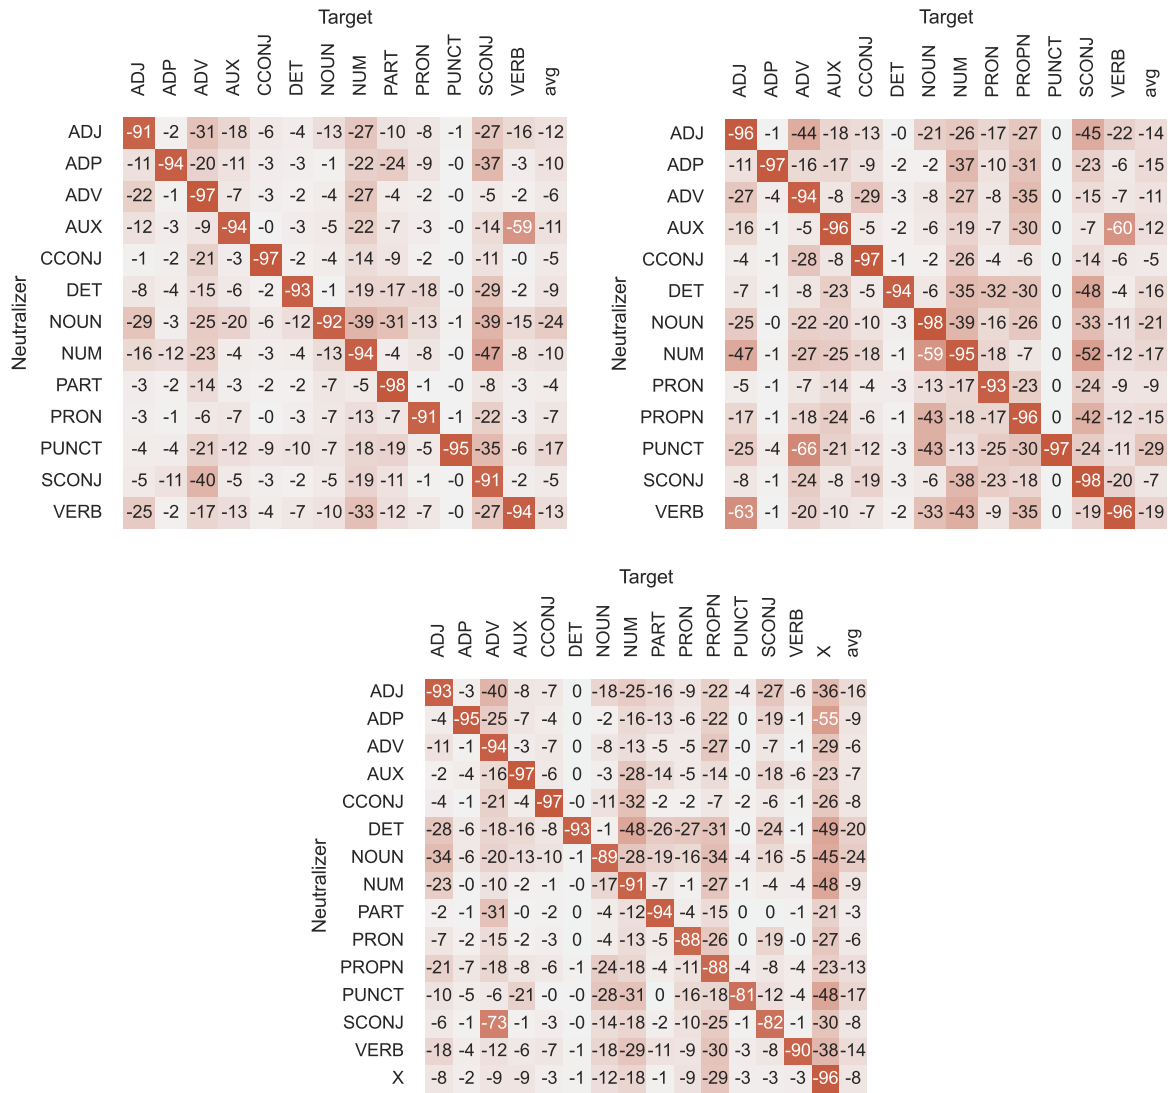 Target
ADJ ADP ADV AUX CCONJ DET NOUN NUM PART PRON PUNCT SCONJ VERB avg
Neutralizer
ADJ -91 -2 -31 -18 -6 -4 -13 -27 -10 -8 -1 -27 -16 -12
ADP -11 -94 -20 -11 -3 -3 -1 -22 -24 -9 -0 -37 -3 -10
ADV -22 -1 -97 -7 -3 -2 -4 -27 -4 -2 -0 -5 -2 -6
AUX -12 -3 -9 -94 -0 -3 -5 -22 -7 -3 -0 -14 -59 -11
CCONJ -1 -2 -21 -3 -97 -2 -4 -14 -9 -2 -0 -11 -0 -5
DET -8 -4 -15 -6 -2 -93 -1 -19 -17 -18 -0 -29 -2 -9
NOUN -29 -3 -25 -20 -6 -12 -92 -39 -31 -13 -1 -39 -15 -24
NUM -16 -12 -23 -4 -3 -4 -13 -94 -4 -8 -0 -47 -8 -10
PART -3 -2 -14 -3 -2 -2 -7 -5 -98 -1 -0 -8 -3 -4
PRON -3 -1 -6 -7 -0 -3 -7 -13 -7 -91 -1 -22 -3 -7
PUNCT -4 -4 -21 -12 -9 -10 -7 -18 -19 -5 -95 -35 -6 -17
SCONJ -5 -11 -40 -5 -3 -2 -5 -19 -11 -1 -0 -91 -2 -5
VERB -25 -2 -17 -13 -4 -7 -10 -33 -12 -7 -0 -27 -94 -13
Target
ADJ ADP ADV AUX CCONJ DET NOUN NUM PRON PROPN PUNCT SCONJ VERB avg
Neutralizer
ADJ -96 -1 -44 -18 -13 -0 -21 -26 -17 -27 0 -45 -22 -14
ADP -11 -97 -16 -17 -9 -2 -2 -37 -10 -31 0 -23 -6 -15
ADV -27 -4 -94 -8 -29 -3 -8 -27 -8 -35 0 -15 -7 -11
AUX -16 -1 -5 -96 -5 -2 -6 -19 -7 -30 0 -7 -60 -12
CCONJ -4 -1 -28 -8 -97 -1 -2 -26 -4 -6 0 -14 -6 -5
DET -7 -1 -8 -23 -5 -94 -6 -35 -32 -30 0 -48 -4 -16
NOUN -25 -0 -22 -20 -10 -3 -98 -39 -16 -26 0 -33 -11 -21
NUM -47 -1 -27 -25 -18 -1 -59 -95 -18 -7 0 -52 -12 -17
PRON -5 -1 -7 -14 -4 -3 -13 -17 -93 -23 0 -24 -9 -9
PROPN -17 -1 -18 -24 -6 -1 -43 -18 -17 -96 0 -42 -12 -15
PUNCT -25 -4 -66 -21 -12 -3 -43 -13 -25 -30 -97 -24 -11 -29
SCONJ -8 -1 -24 -8 -19 -3 -6 -38 -23 -18 0 -98 -20 -7
VERB -63 -1 -20 -10 -7 -2 -33 -43 -9 -35 0 -19 -96 -19
Target
ADJ ADP ADV AUX CCONJ DET NOUN NUM PART PRON PROPN PUNCT SCONJ VERB X avg
Neutralizer
ADJ -93 -3 -40 -8 -7 0 -18 -25 -16 -9 -22 -4 -27 -6 -36 -16
ADP -4 -95 -25 -7 -4 0 -2 -16 -13 -6 -22 0 -19 -1 -55 -9
ADV -11 -1 -94 -3 -7 0 -8 -13 -5 -5 -27 -0 -7 -1 -29 -6
AUX -2 -4 -16 -97 -6 0 -3 -28 -14 -5 -14 -0 -18 -6 -23 -7
CCONJ -4 -1 -21 -4 -97 -0 -11 -32 -2 -2 -7 -2 -6 -1 -26 -8
DET -28 -6 -18 -16 -8 -93 -1 -48 -26 -27 -31 -0 -24 -1 -49 -20
NOUN -34 -6 -20 -13 -10 -1 -89 -28 -19 -16 -34 -4 -16 -5 -45 -24
NUM -23 -0 -10 -2 -1 -0 -17 -91 -7 -1 -27 -1 -4 -4 -48 -9
PART -2 -1 -31 -0 -2 0 -4 -12 -94 -4 -15 0 0 -1 -21 -3
PRON -7 -2 -15 -2 -3 0 -4 -13 -5 -88 -26 0 -19 -0 -27 -6
PROPN -21 -7 -18 -8 -6 -1 -24 -18 -4 -11 -88 -4 -8 -4 -23 -13
PUNCT -10 -5 -6 -21 -0 -0 -28 -31 0 -16 -18 -81 -12 -4 -48 -17
SCONJ -6 -1 -73 -1 -3 -0 -14 -18 -2 -10 -25 -1 -82 -1 -30 -8
VERB -18 -4 -12 -6 -7 -1 -18 -29 -11 -9 -30 -3 -8 -90 -38 -14
X -8 -2 -9 -9 -3 -1 -12 -18 -1 -9 -29 -3 -3 -3 -96 -8